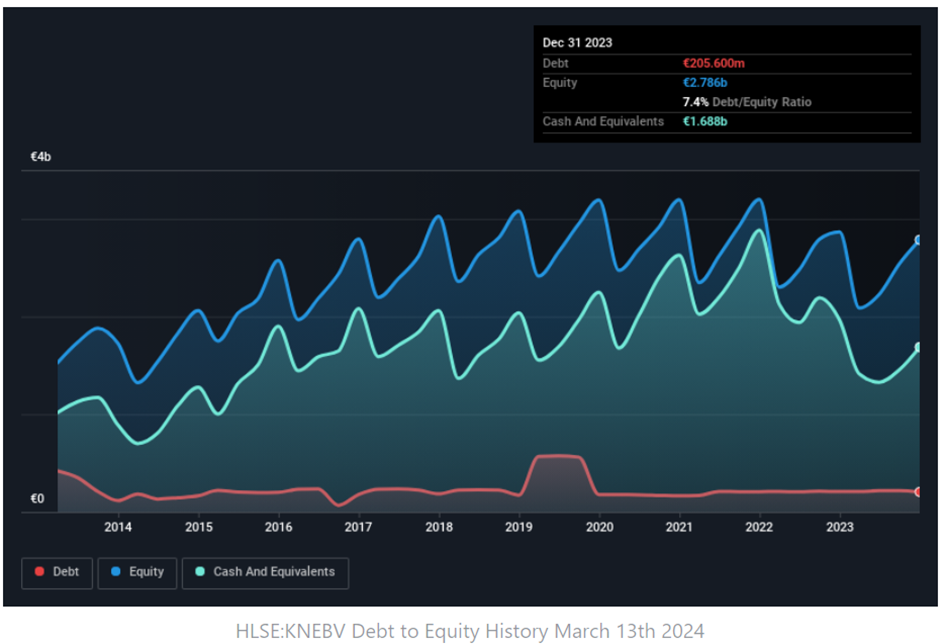 Dec 31 2023
Debt €205.600m
Equity €2.786b
7.4% Debt/Equity Ratio
Cash And Equivalents €1.688b
€4b
€0
2014 2015 2016 2017 2018 2019 2020 2021 2022 2023
Debt Equity Cash And Equivalents
HLSE:KNEBV Debt to Equity History March 13th 2024